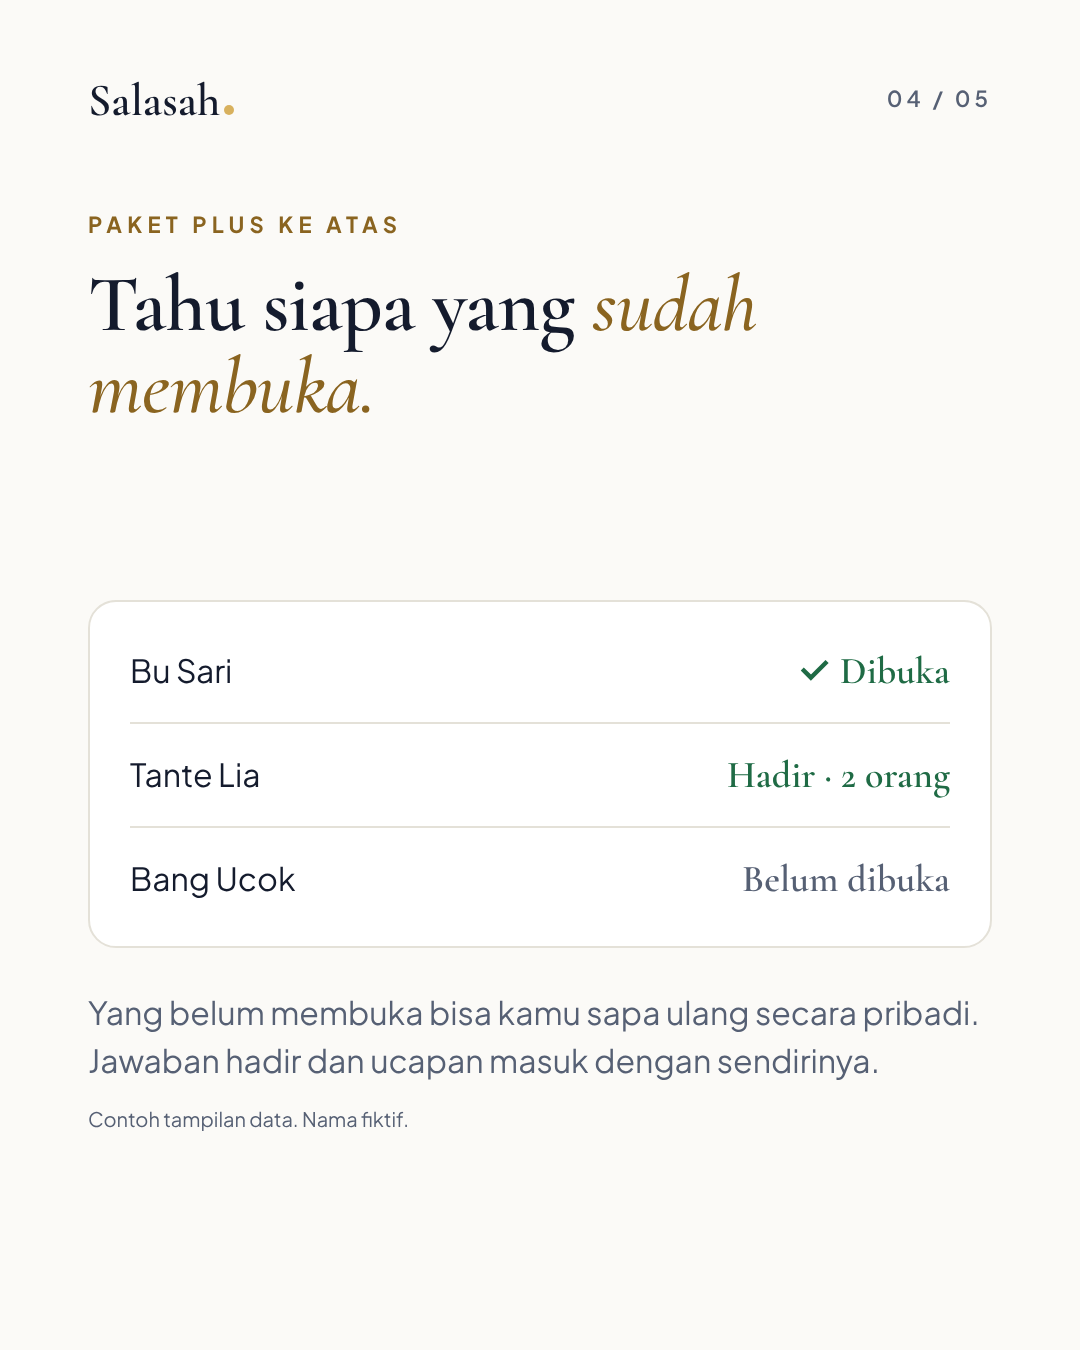 Salasah.
04 / 05
PAKET PLUS KE ATAS
Tahu siapa yang sudah
membuka.
Bu Sari
✓ Dibuka
Tante Lia
Hadir · 2 orang
Bang Ucok
Belum dibuka
Yang belum membuka bisa kamu sapa ulang secara pribadi.
Jawaban hadir dan ucapan masuk dengan sendirinya.
Contoh tampilan data. Nama fiktif.